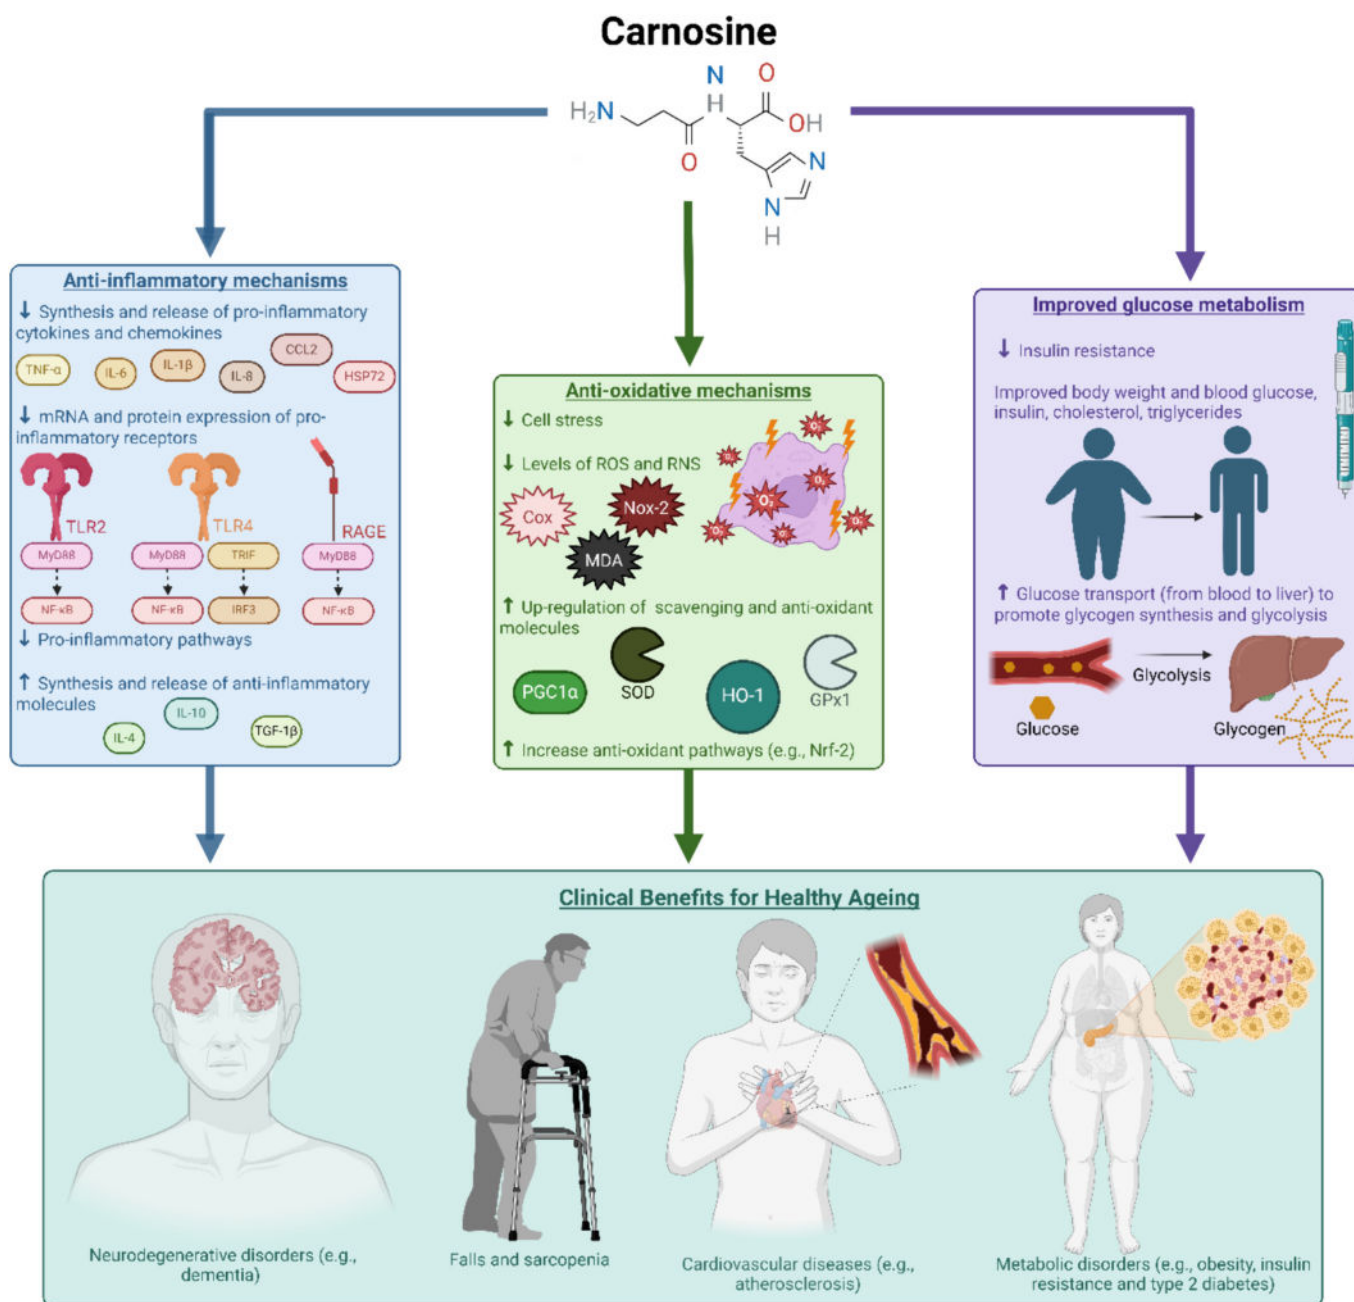 Carnosine
N
O
H₂N
H
OH
O
N
N
H
Anti-inflammatory mechanisms
↓ Synthesis and release of pro-inflammatory
cytokines and chemokines
TNF-α
IL-6
IL-1β
IL-8
CCL2
HSP72
↓ mRNA and protein expression of pro-
inflammatory receptors
TLR2
TLR4
RAGE
MyD88
MyD88
TRIF
MyD88
NF-κB
NF-κB
IRF3
NF-κB
↓ Pro-inflammatory pathways
↑ Synthesis and release of anti-inflammatory
molecules
IL-4
IL-10
TGF-1β
Anti-oxidative mechanisms
↓ Cell stress
↓ Levels of ROS and RNS
Cox
Nox-2
MDA
↑ Up-regulation of scavenging and anti-oxidant
molecules
PGC1α
SOD
HO-1
GPx1
↑ Increase anti-oxidant pathways (e.g., Nrf-2)
Improved glucose metabolism
↓ Insulin resistance
Improved body weight and blood glucose,
insulin, cholesterol, triglycerides
↑ Glucose transport (from blood to liver) to
promote glycogen synthesis and glycolysis
Glycolysis
Glucose
Glycogen
Clinical Benefits for Healthy Ageing
Neurodegenerative disorders (e.g.,
dementia)
Falls and sarcopenia
Cardiovascular diseases (e.g.,
atherosclerosis)
Metabolic disorders (e.g., obesity, insulin
resistance and type 2 diabetes)